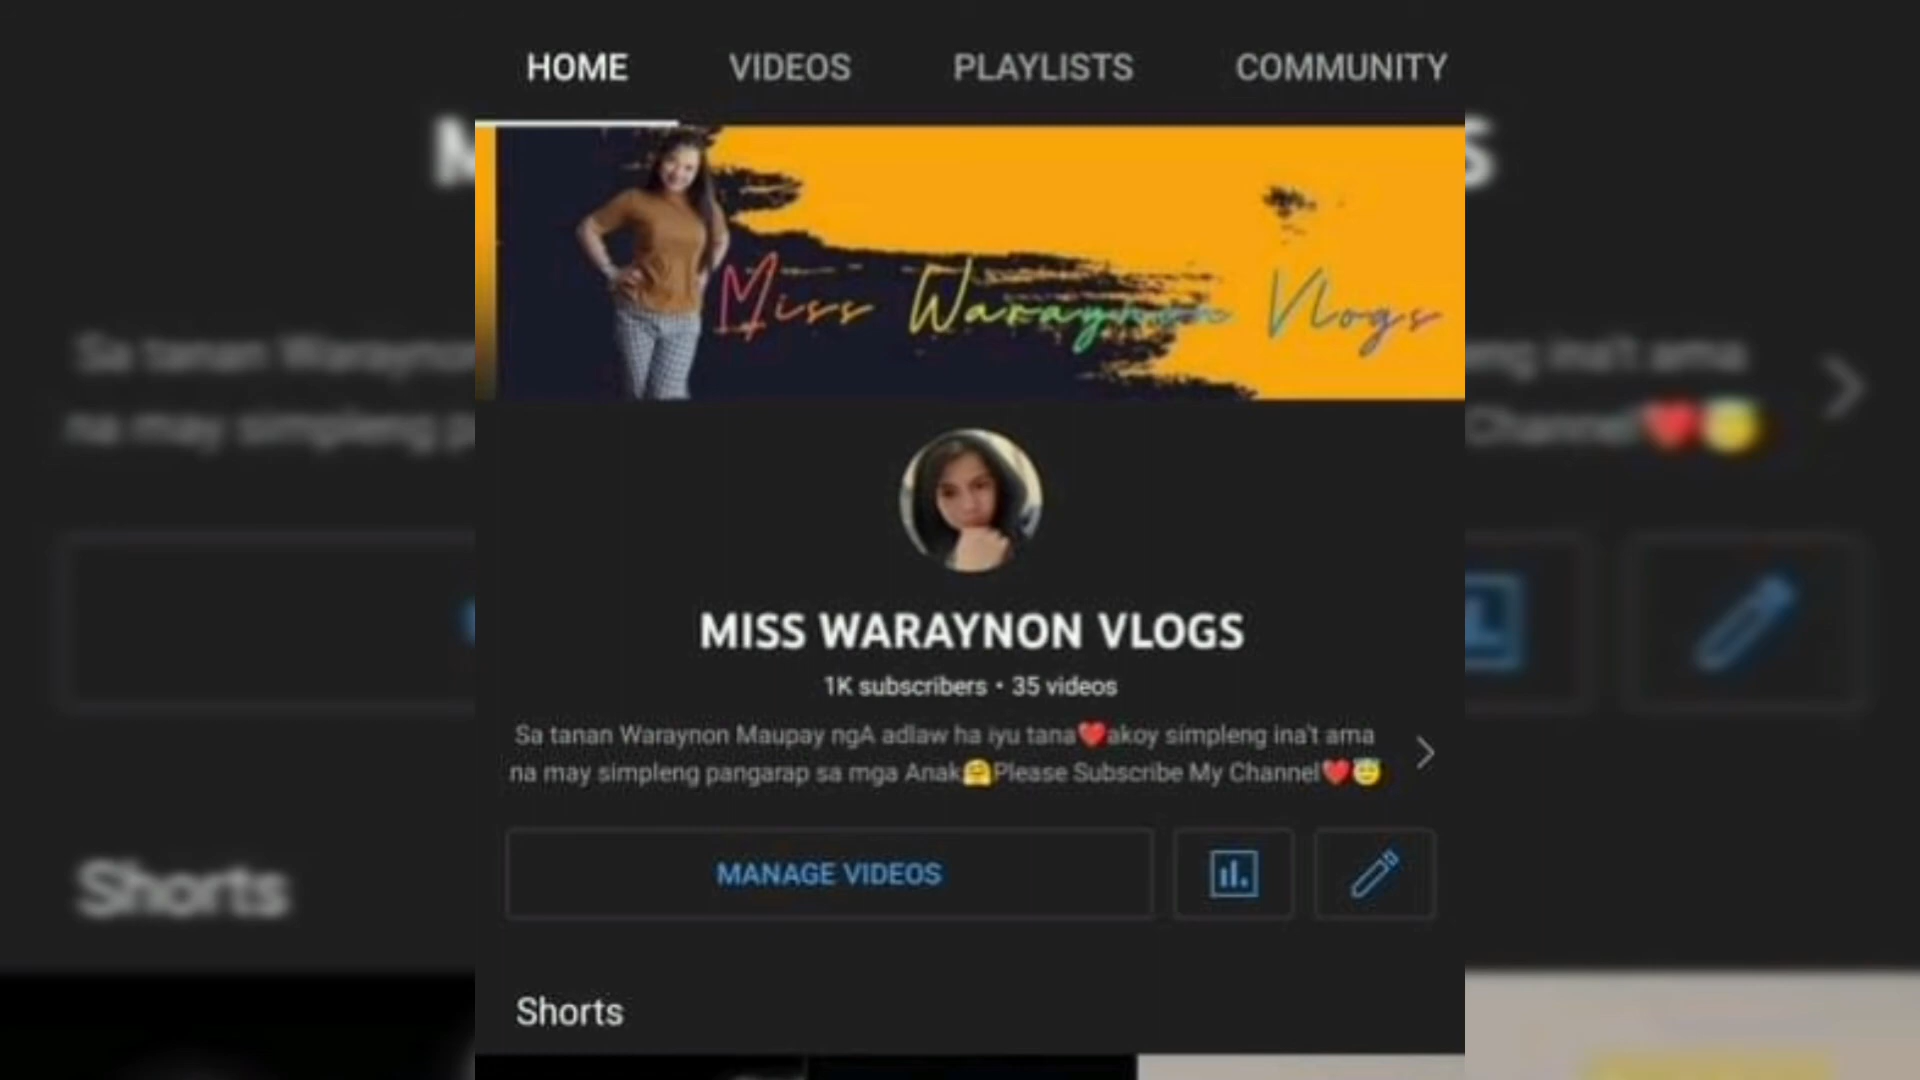 HOME VIDEOS PLAYLISTS COMMUNITY
Miss Waraynon Vlogs
MISS WARAYNON VLOGS
1K subscribers • 35 videos
Sa tanan Waraynon Maupay ngA adlaw ha iyu tana❤️akoy simpleng ina't ama
na may simpleng pangarap sa mga Anak🤗Please Subscribe My Channel❤️😇
MANAGE VIDEOS
Shorts